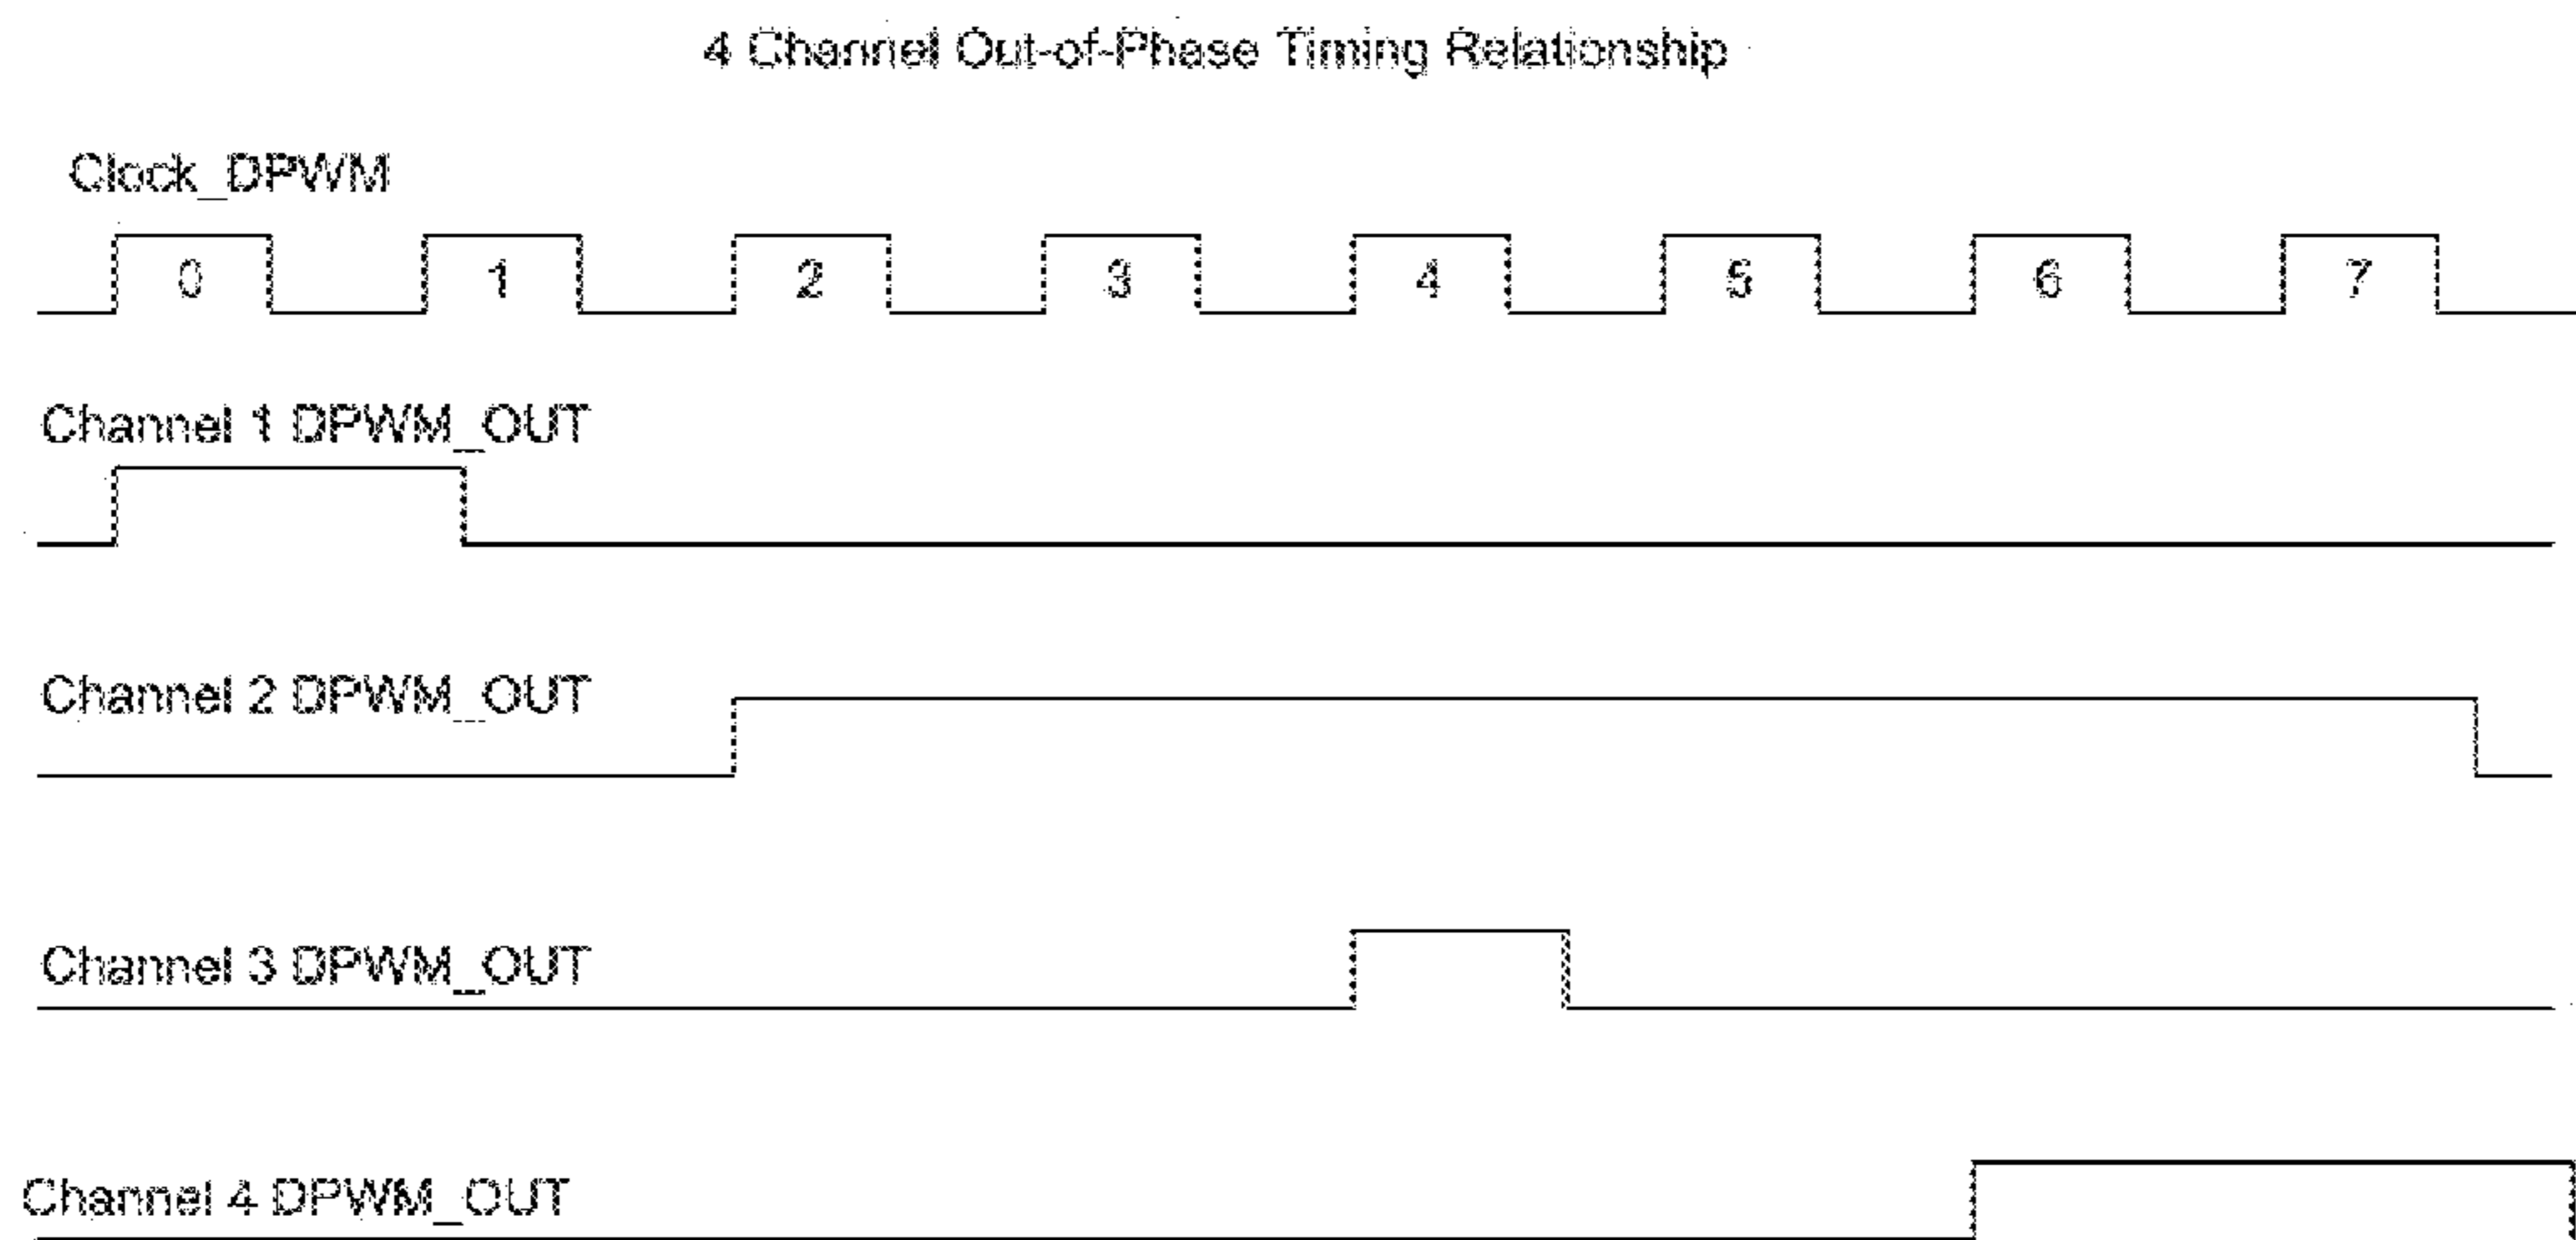 4 Channel Out-of-Phase Timing Relationship
Clock_DPWM
0 1 2 3 4 5 6 7
Channel 1 DPWM_OUT
Channel 2 DPWM_OUT
Channel 3 DPWM_OUT
Channel 4 DPWM_OUT